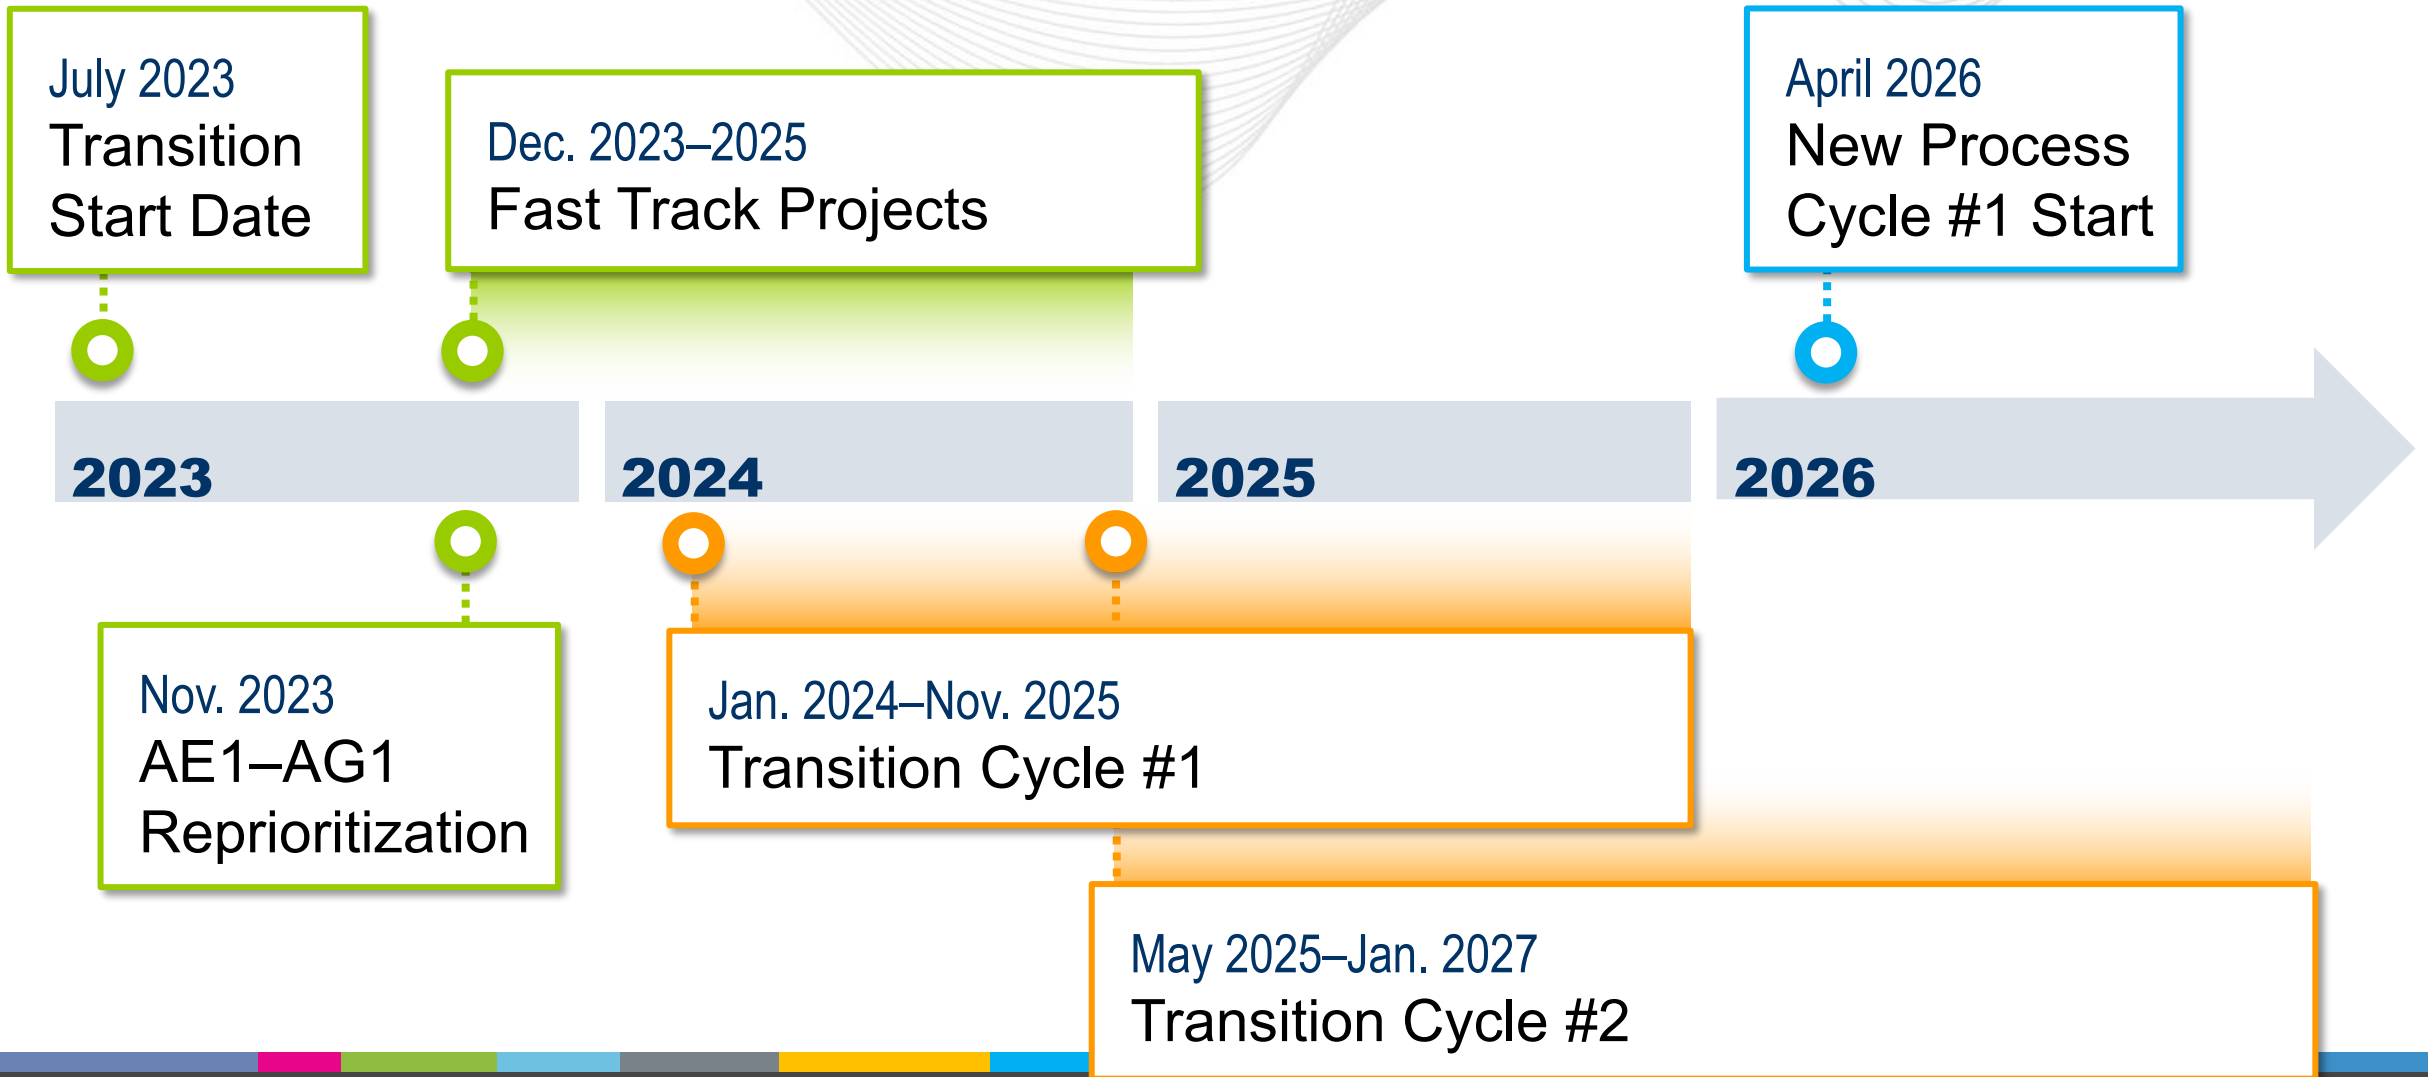 July 2023
Transition
Start Date
Dec. 2023–2025
Fast Track Projects
April 2026
New Process
Cycle #1 Start
2023
2024
2025
2026
Nov. 2023
AE1–AG1
Reprioritization
Jan. 2024–Nov. 2025
Transition Cycle #1
May 2025–Jan. 2027
Transition Cycle #2